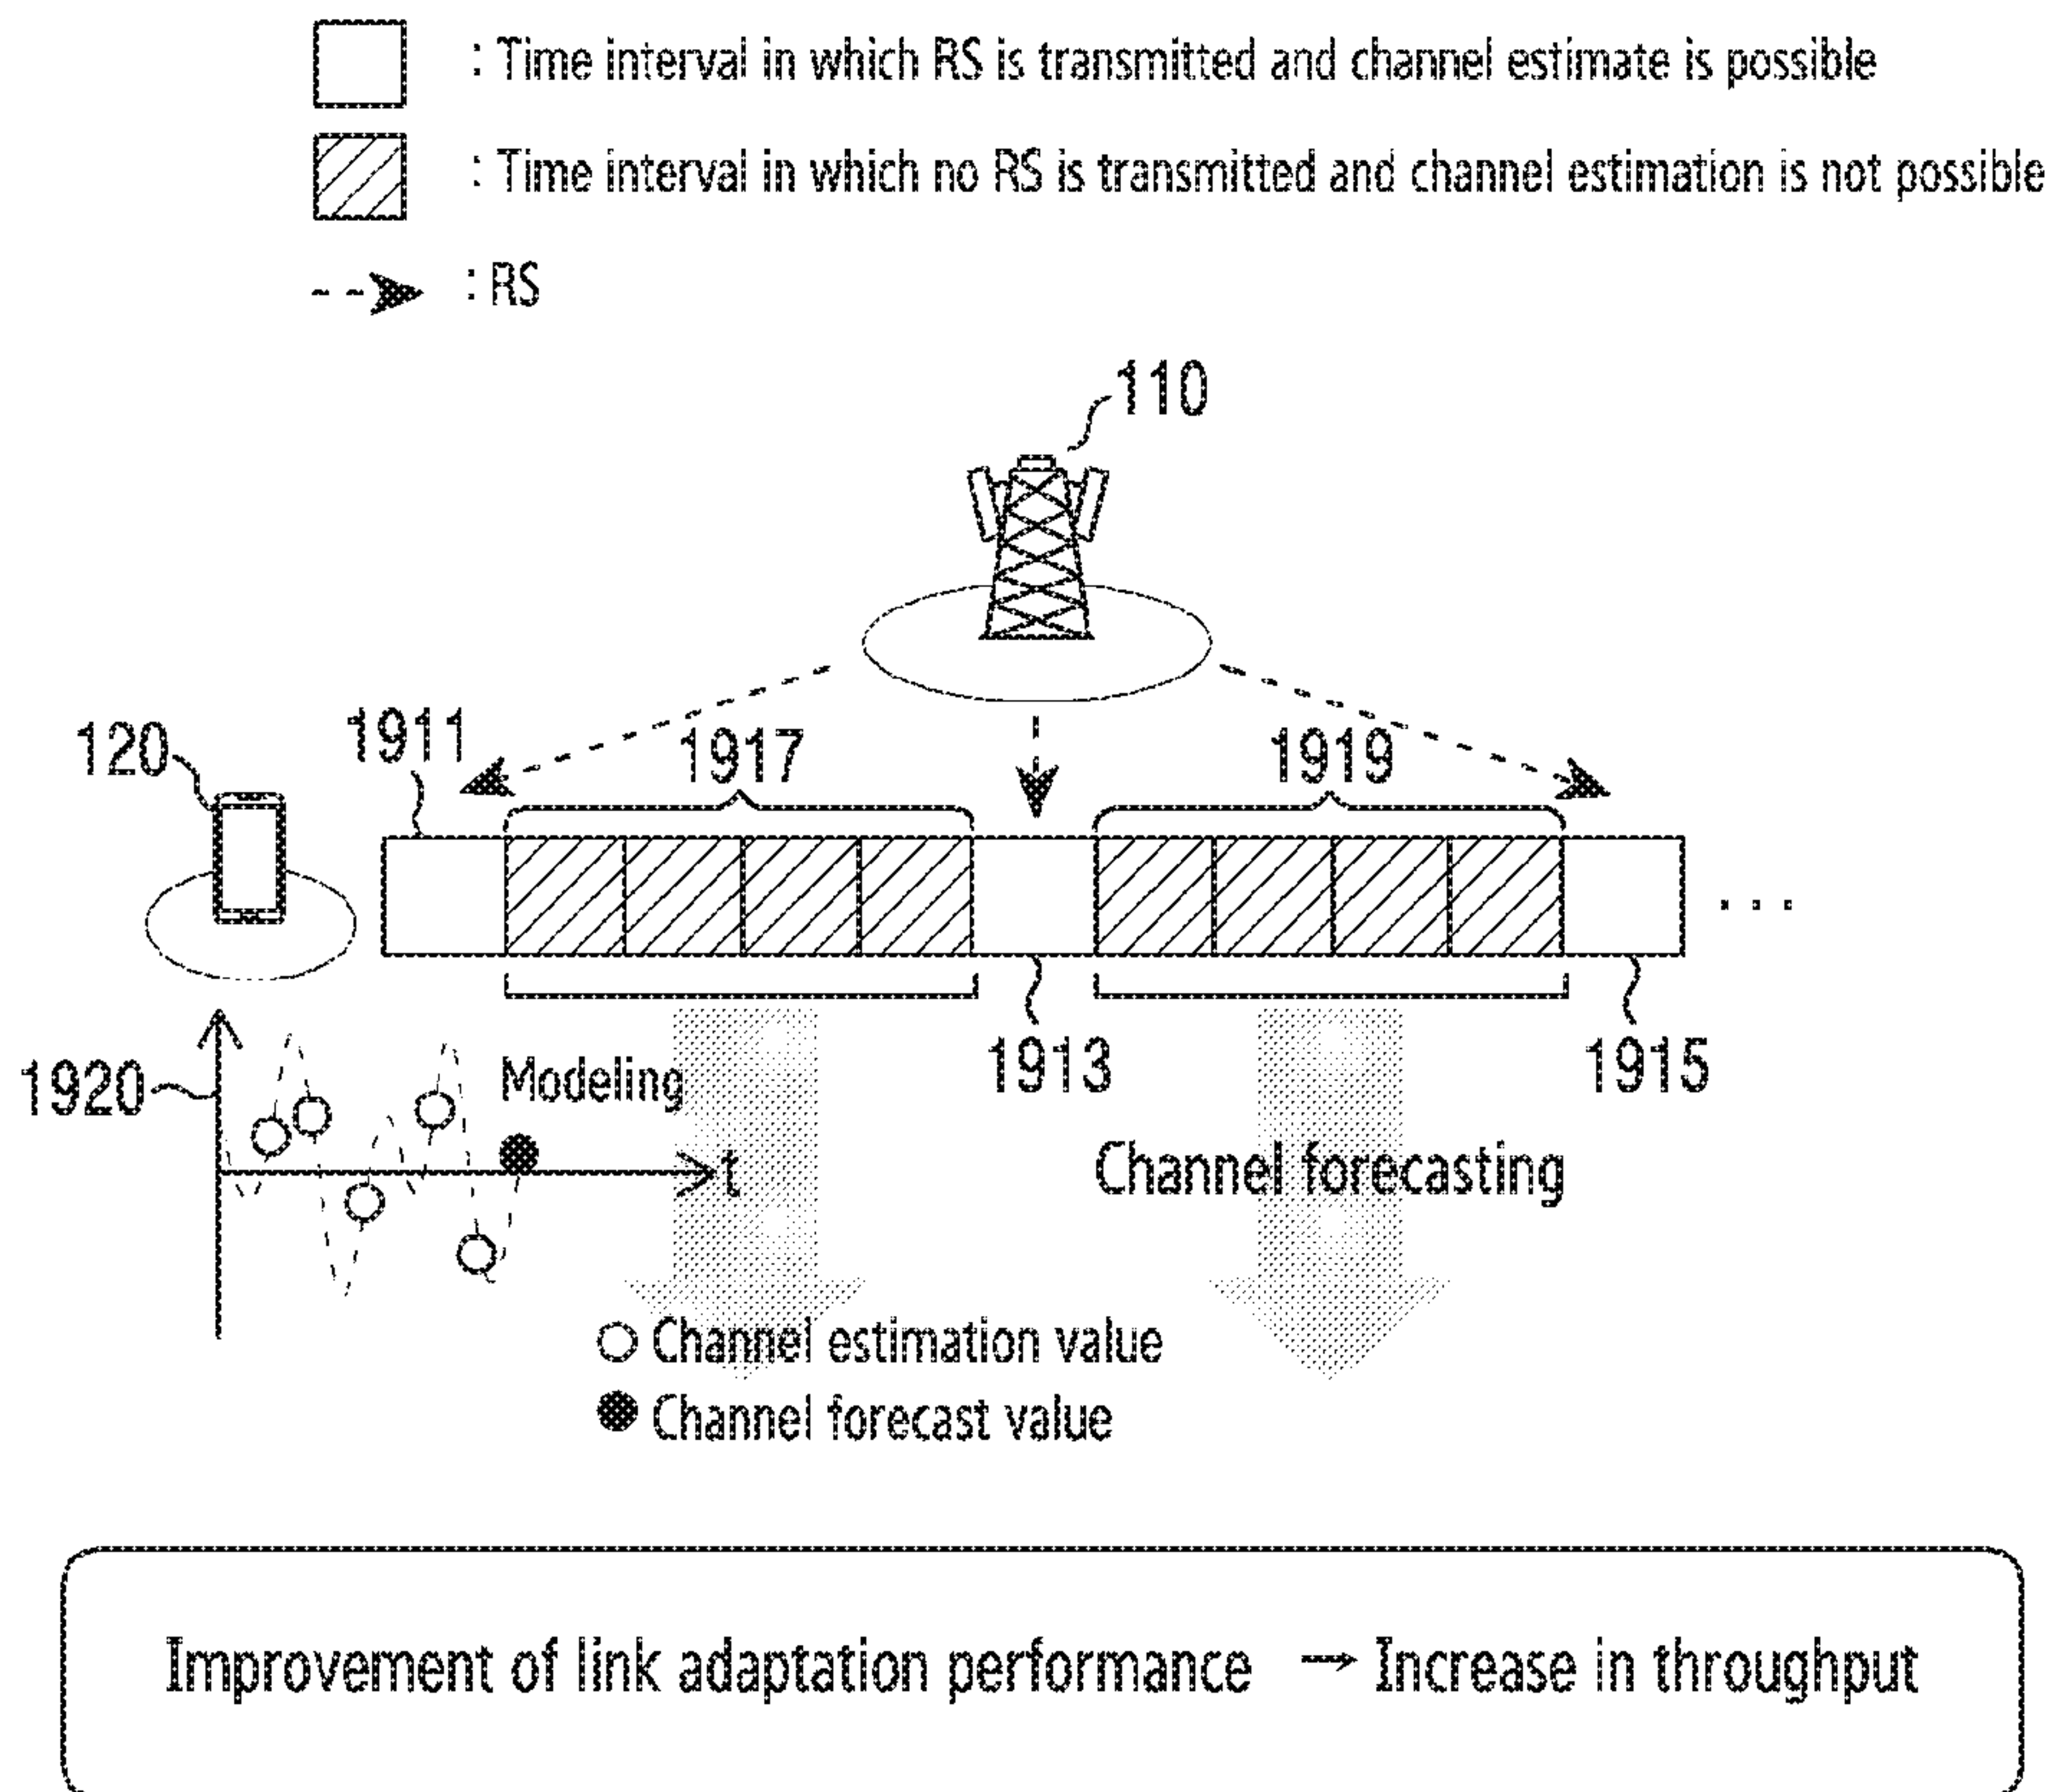 : Time interval in which RS is transmitted and channel estimate is possible
: Time interval in which no RS is transmitted and channel estimation is not possible
: RS
110
120
1911
1917
1919
1913
1915
1920
Modeling
t
Channel forecasting
Channel estimation value
Channel forecast value
Improvement of link adaptation performance → Increase in throughput